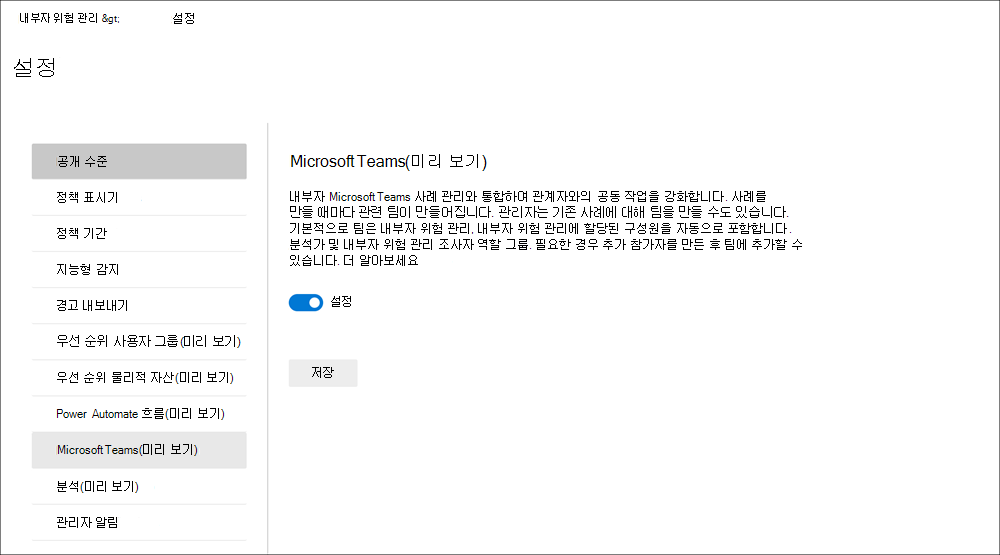 내부자 위험 관리 &gt; 설정
설정
공개 수준
정책 표시기
정책 기간
지능형 감지
경고 내보내기
우선 순위 사용자 그룹(미리 보기)
우선 순위 물리적 자산(미리 보기)
Power Automate 흐름(미리 보기)
Microsoft Teams(미리 보기)
분석(미리 보기)
관리자 알림
Microsoft Teams(미리 보기)
내부자 Microsoft Teams 사례 관리와 통합하여 관계자와의 공동 작업을 강화합니다. 사례를
만들 때마다 관련 팀이 만들어집니다. 관리자는 기존 사례에 대해 팀을 만들 수도 있습니다.
기본적으로 팀은 내부자 위험 관리, 내부자 위험 관리에 할당된 구성원을 자동으로 포함합니다.
분석가 및 내부자 위험 관리 조사자 역할 그룹. 필요한 경우 추가 참가자를 만든 후 팀에 추가할 수
있습니다. 더 알아보세요
설정
저장